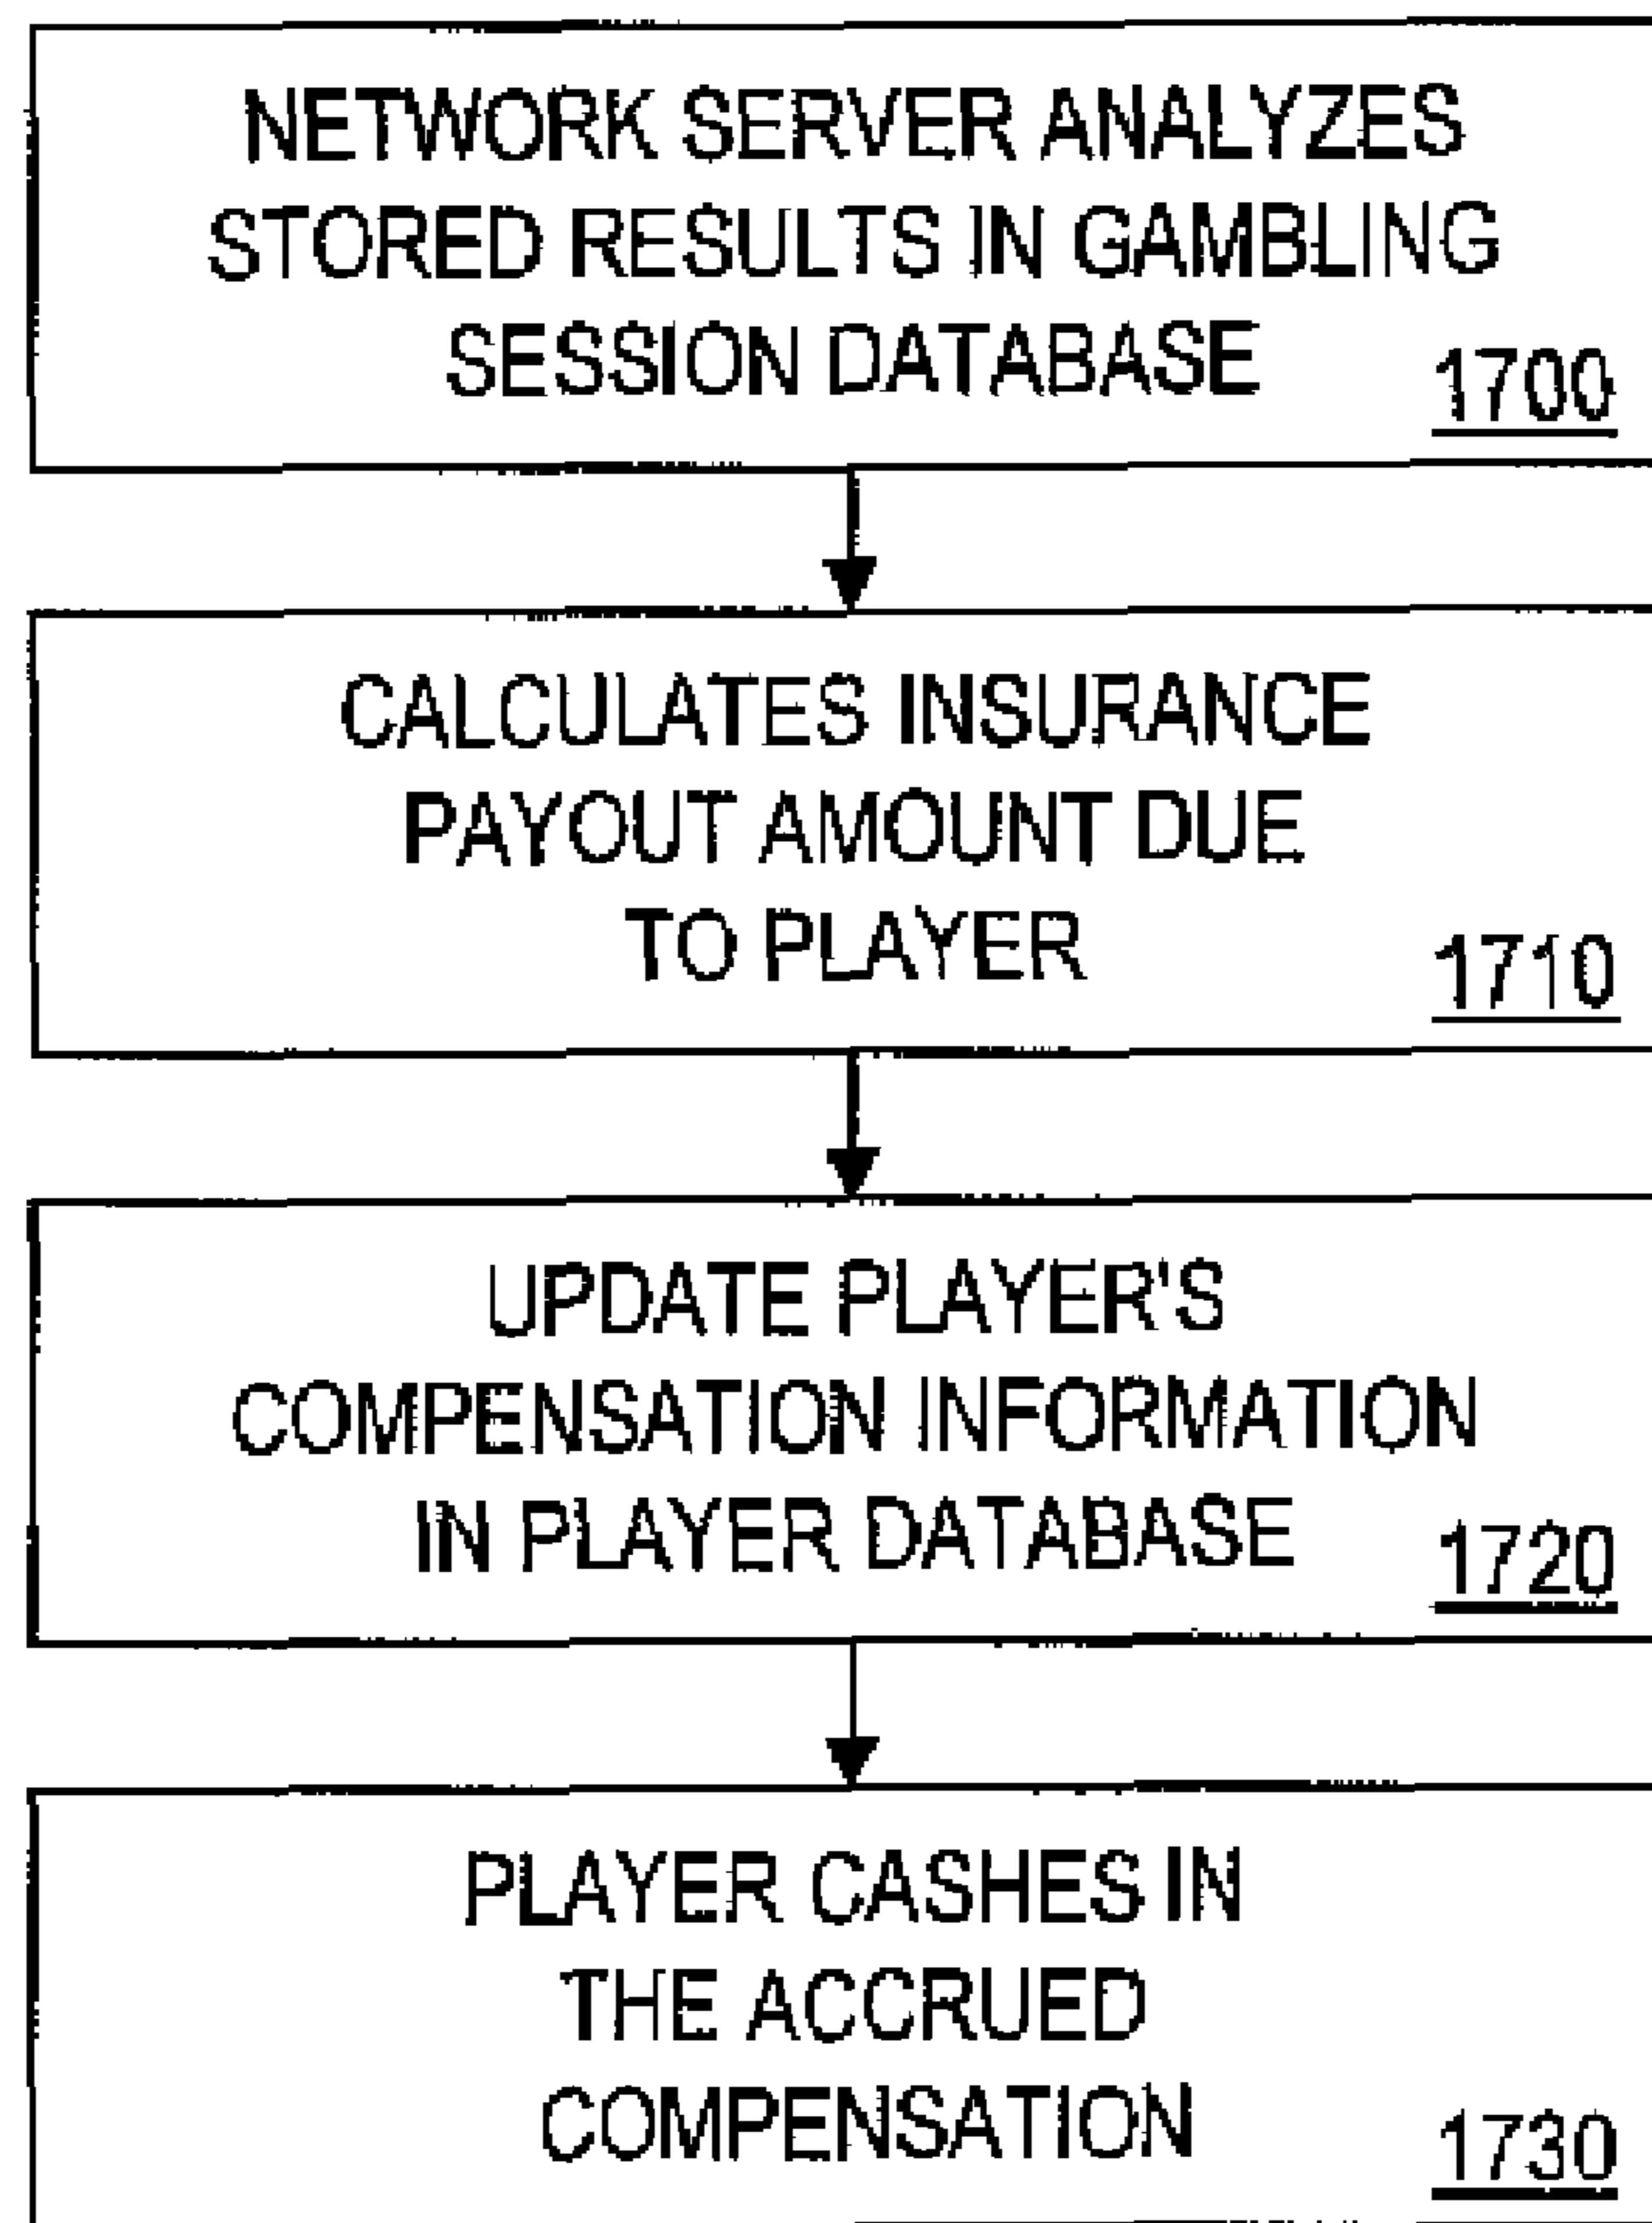 NETWORK SERVER ANALYZES
STORED RESULTS IN GAMBLING
SESSION DATABASE
1700
CALCULATES INSURANCE
PAYOUT AMOUNT DUE
TO PLAYER
1710
UPDATE PLAYER'S
COMPENSATION INFORMATION
IN PLAYER DATABASE
1720
PLAYER CASHES IN
THE ACCRUED
COMPENSATION
1730